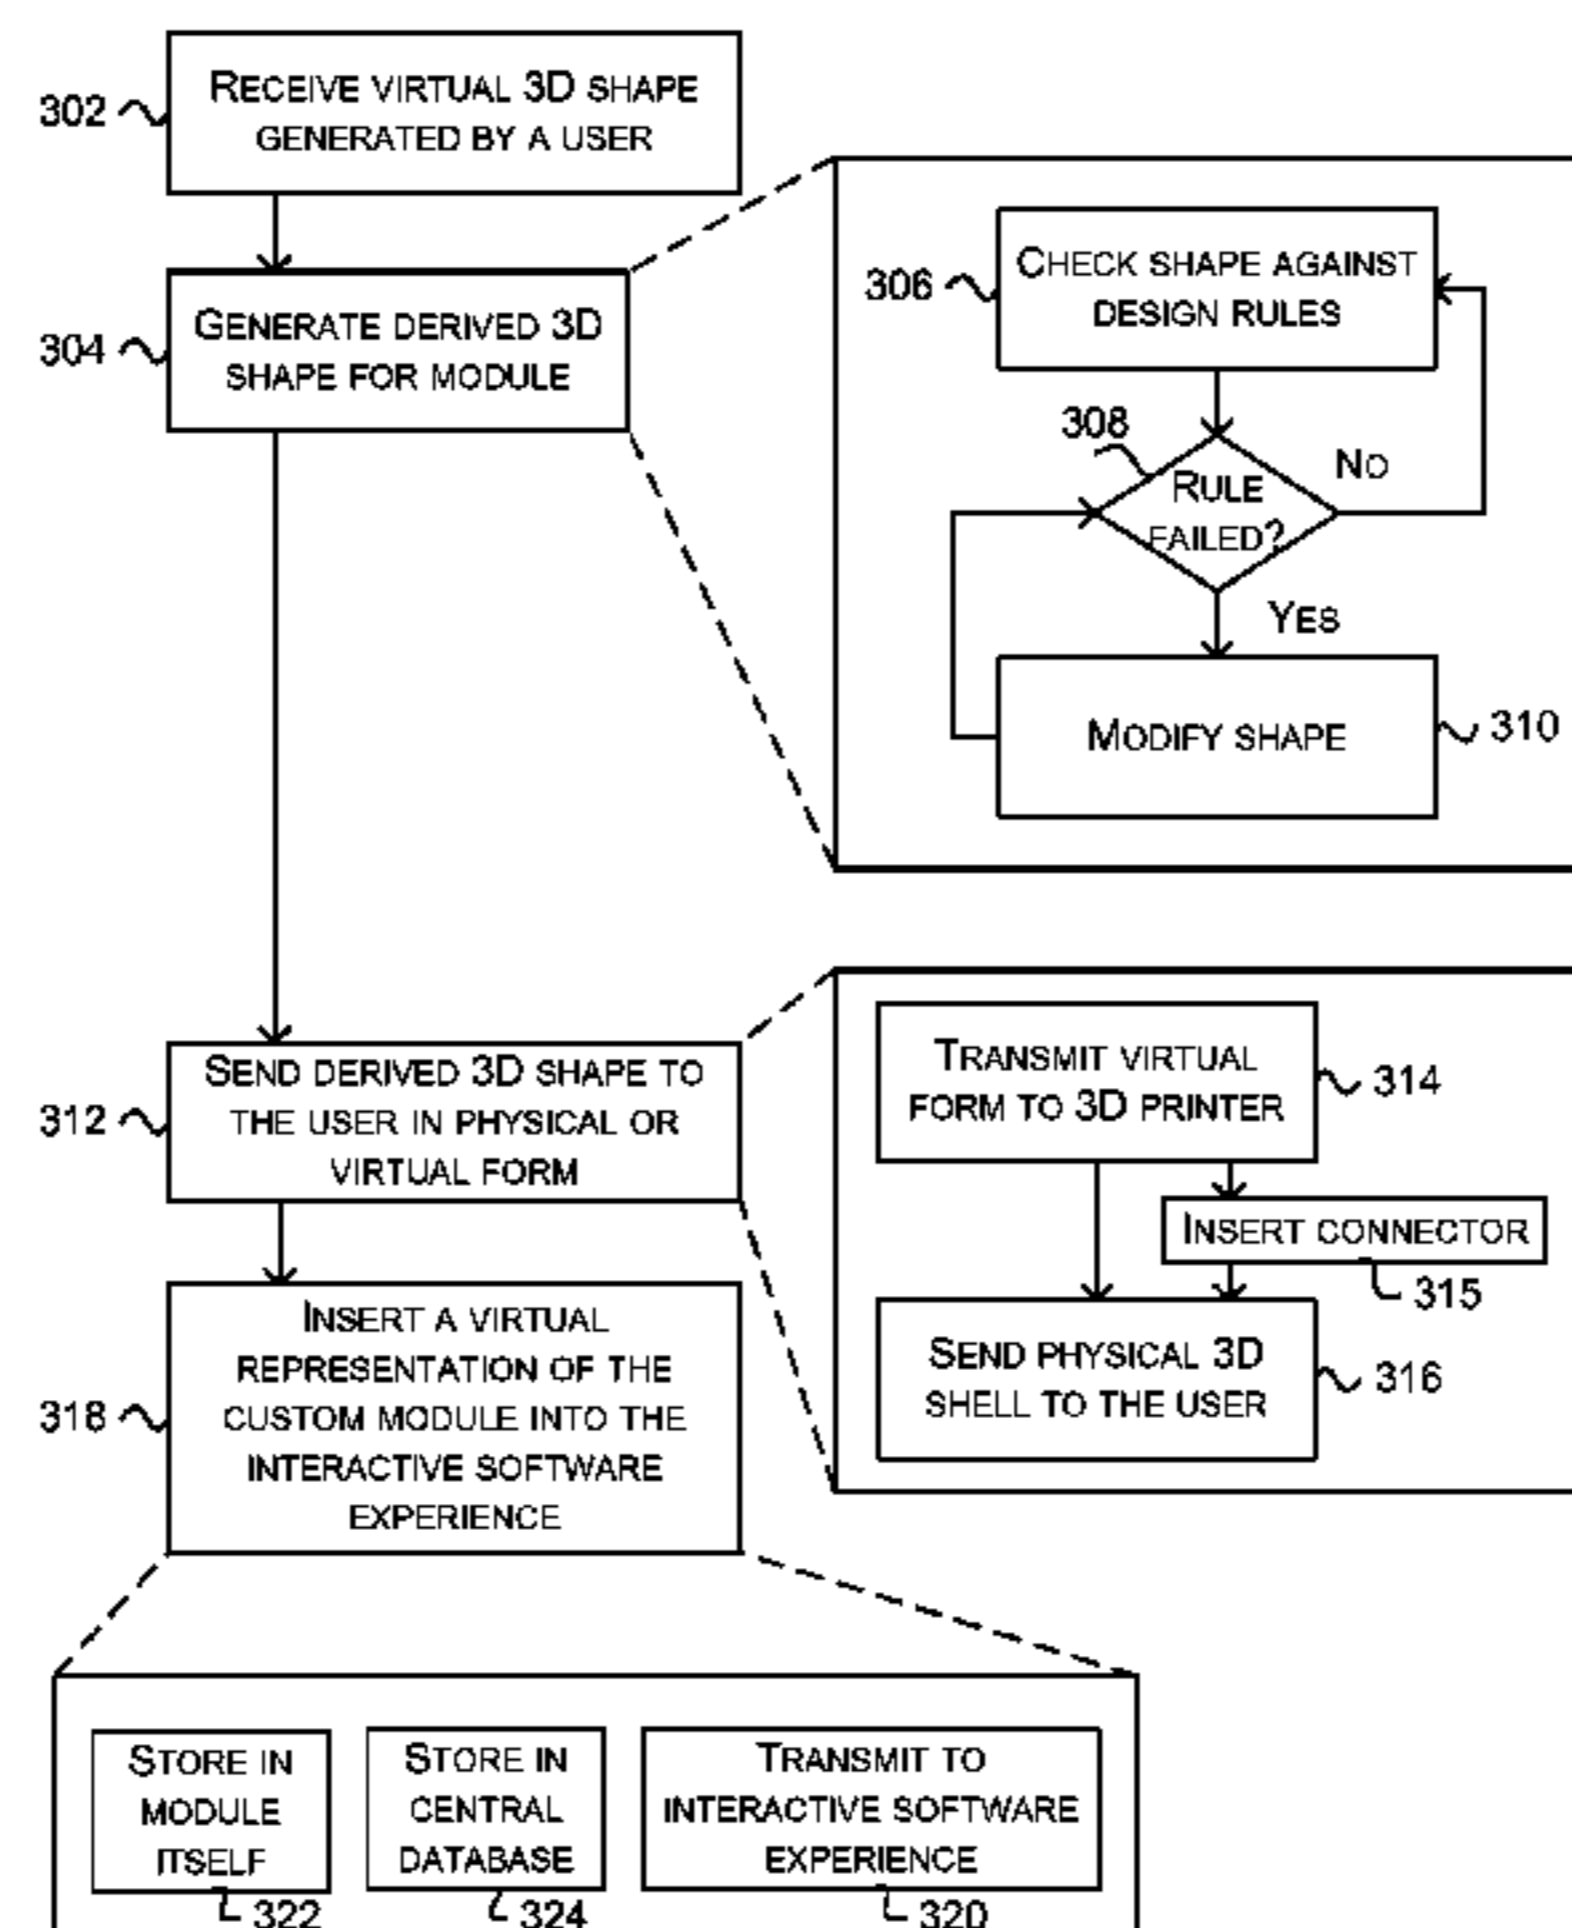 302
RECEIVE VIRTUAL 3D SHAPE
GENERATED BY A USER
304
GENERATE DERIVED 3D
SHAPE FOR MODULE
306
CHECK SHAPE AGAINST
DESIGN RULES
308
RULE
FAILED?
NO
YES
MODIFY SHAPE
310
312
SEND DERIVED 3D SHAPE TO
THE USER IN PHYSICAL OR
VIRTUAL FORM
TRANSMIT VIRTUAL
FORM TO 3D PRINTER
314
INSERT CONNECTOR
315
SEND PHYSICAL 3D
SHELL TO THE USER
316
318
INSERT A VIRTUAL
REPRESENTATION OF THE
CUSTOM MODULE INTO THE
INTERACTIVE SOFTWARE
EXPERIENCE
STORE IN
MODULE
ITSELF
322
STORE IN
CENTRAL
DATABASE
324
TRANSMIT TO
INTERACTIVE SOFTWARE
EXPERIENCE
320